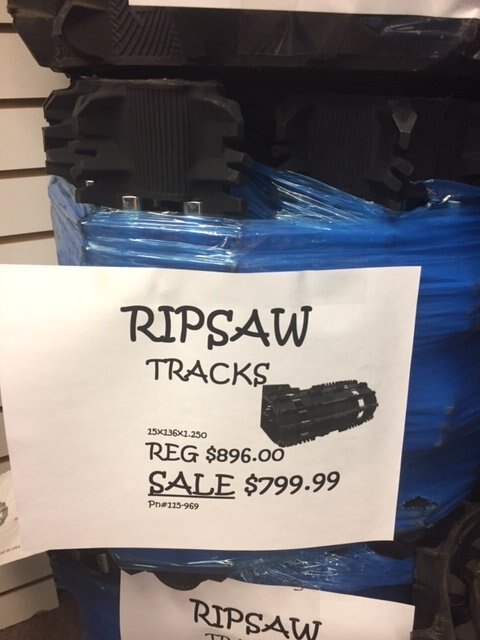 RIPSAW
TRACKS
15X136X1.250
REG $896.00
SALE $799.99
Pn#115-969
RIPSAW